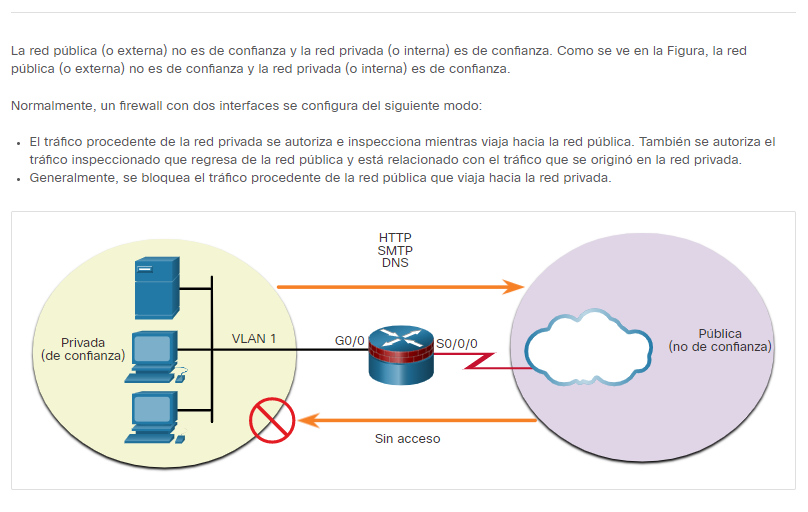 La red pública (o externa) no es de confianza y la red privada (o interna) es de confianza. Como se ve en la Figura, la red
pública (o externa) no es de confianza y la red privada (o interna) es de confianza.
Normalmente, un firewall con dos interfaces se configura del siguiente modo:
• El tráfico procedente de la red privada se autoriza e inspecciona mientras viaja hacia la red pública. También se autoriza el
tráfico inspeccionado que regresa de la red pública y está relacionado con el tráfico que se originó en la red privada.
• Generalmente, se bloquea el tráfico procedente de la red pública que viaja hacia la red privada.
HTTP
SMTP
DNS
Privada
(de confianza)
VLAN 1
G0/0
S0/0/0
Pública
(no de confianza)
Sin acceso